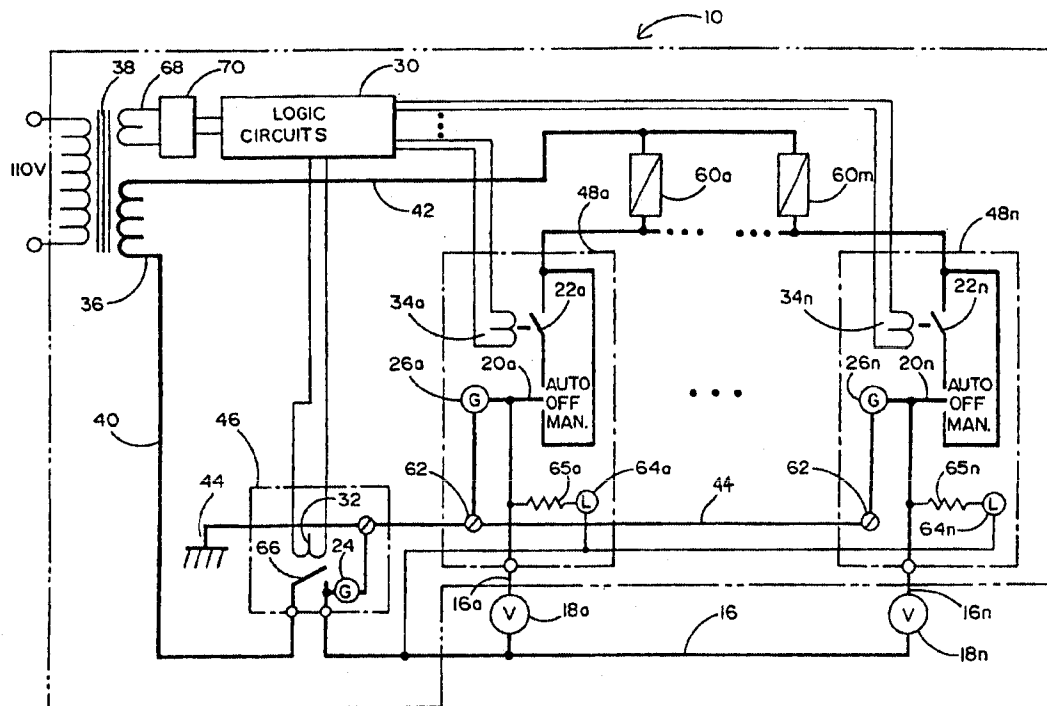 10
38
68
70
30
LOGIC
CIRCUITS
110V
42
60a
60m
48a
48n
36
34a
22a
34n
22n
26a
20a
26n
20n
G
AUTO
OFF
MAN.
G
AUTO
OFF
MAN.
40
46
44
32
62
65a
64a
L
44
62
65n
L
64n
66
24
G
16a
V
18a
16
16n
V
18n